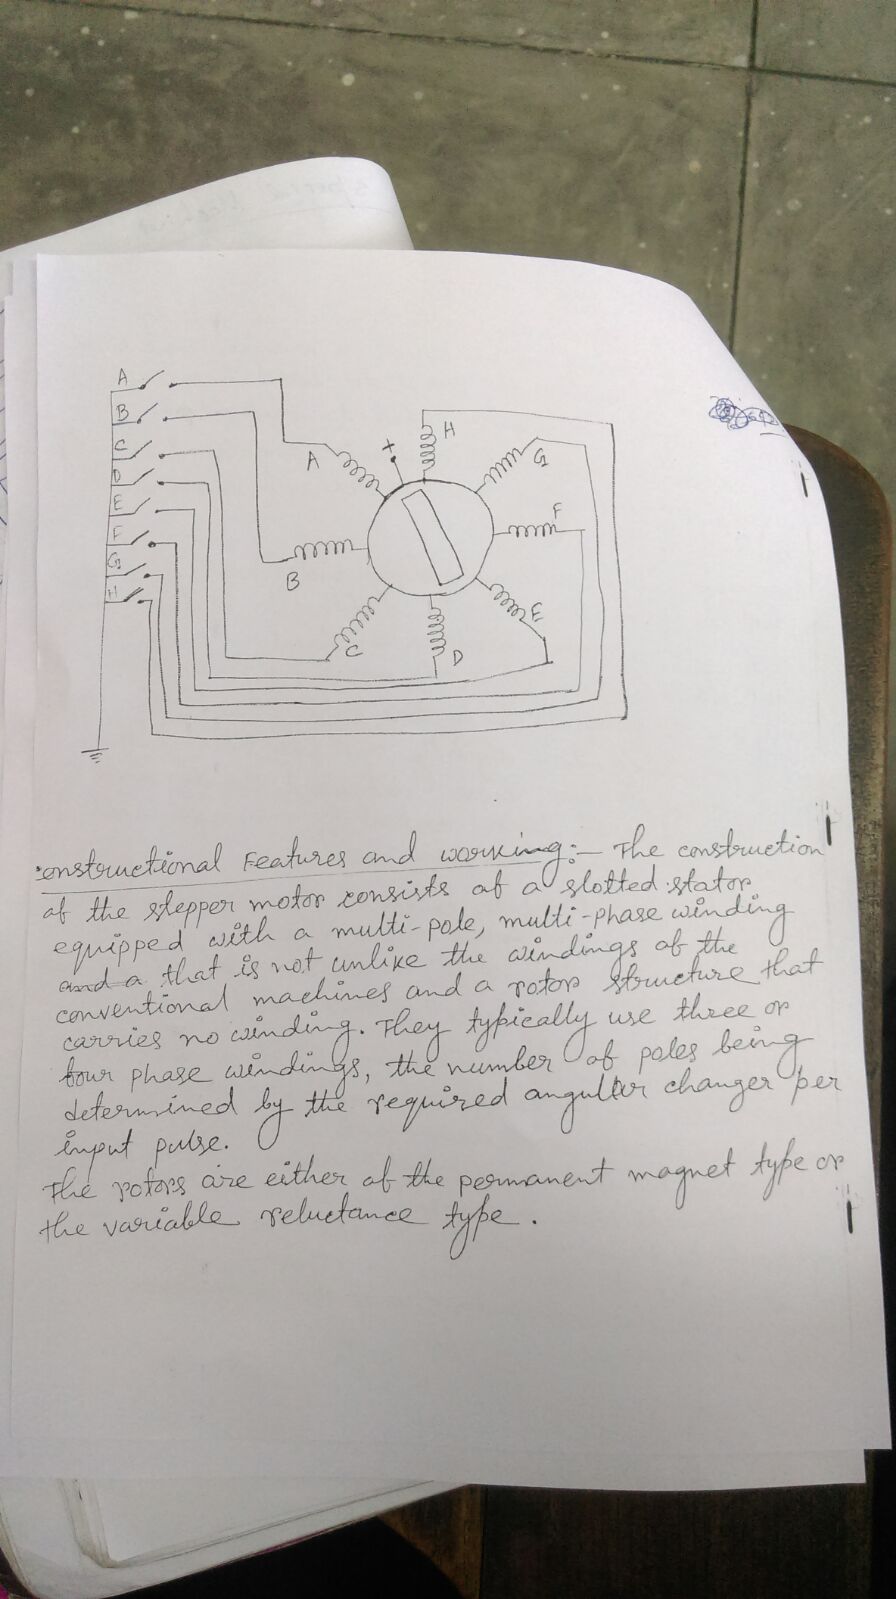 A
B
C
D
E
F
G
H
A
+
H
G
F
B
E
C
D
onstructional Features and working:- The construction
of the stepper motor consists of a slotted stator
equipped with a multi-pole, multi-phase winding
and a that is not unlike the windings of the
conventional machines and a rotor structure that
carries no winding. They typically use three or
four phase windings, the number of poles being
determined by the required angular changer per
input pulse.
The rotors are either of the permanent magnet type or
the variable reluctance type.